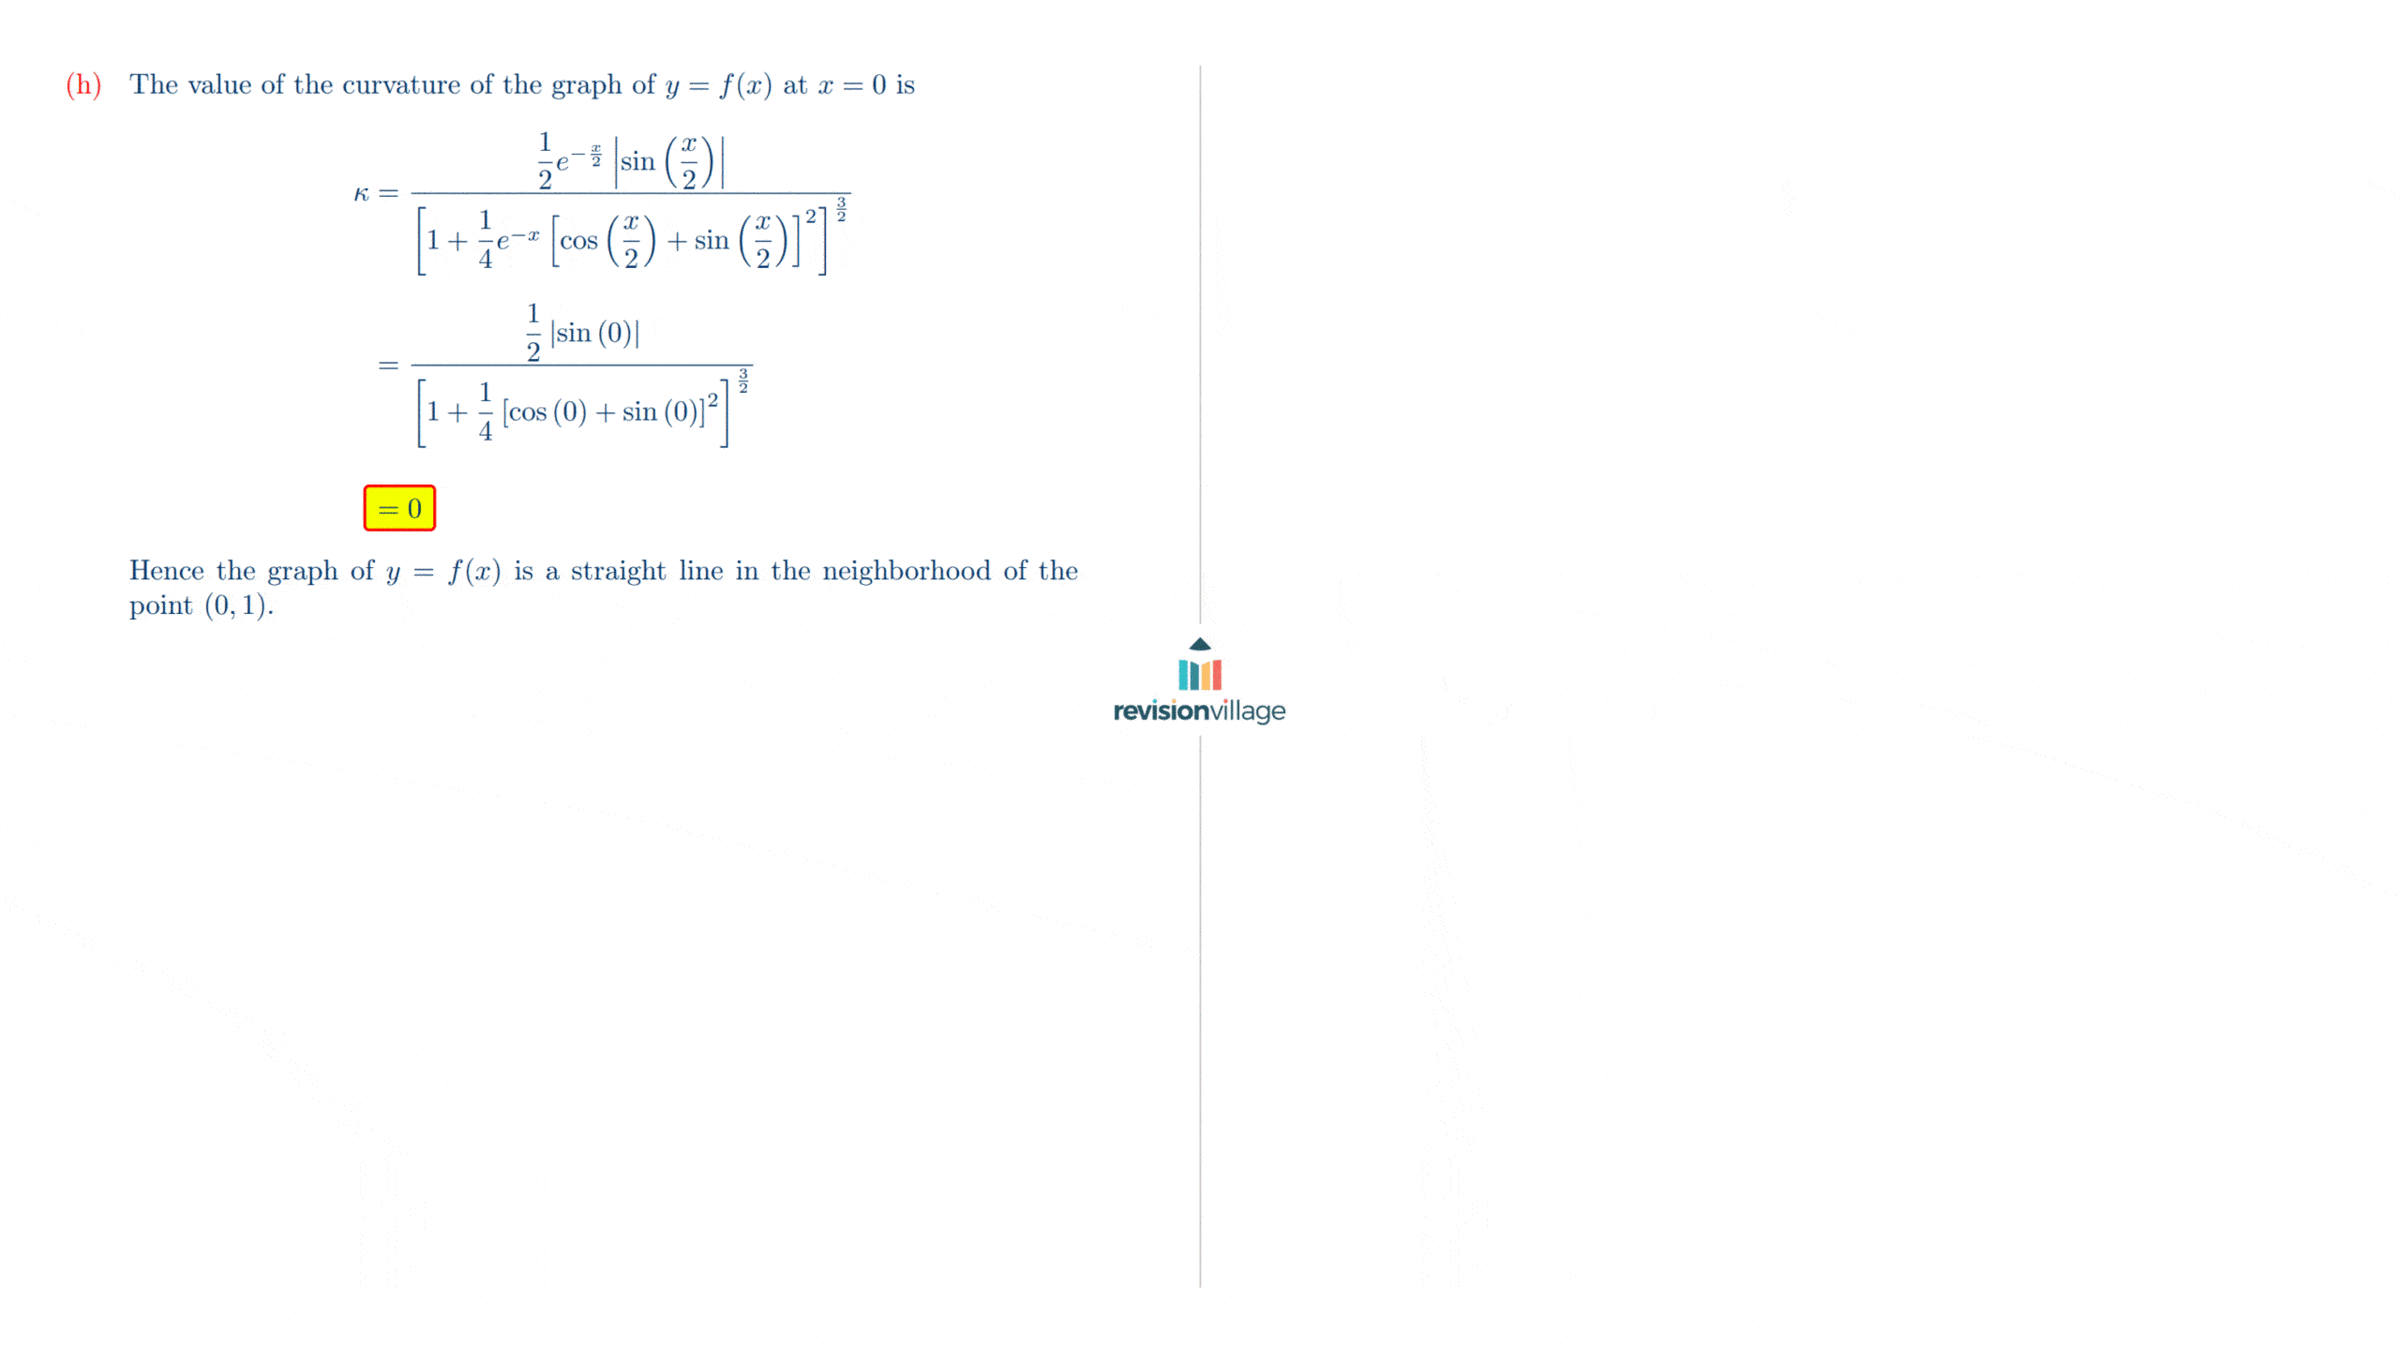 (h) The value of the curvature of the graph of y = f(x) at x = 0 is
κ = \frac{\frac{1}{2}e^{-\frac{x}{2}}\left|\sin\left(\frac{x}{2}\right)\right|}{\left[1+\frac{1}{4}e^{-x}\left[\cos\left(\frac{x}{2}\right)+\sin\left(\frac{x}{2}\right)\right]^2\right]^{\frac{3}{2}}}
= \frac{\frac{1}{2}\left|\sin(0)\right|}{\left[1+\frac{1}{4}\left[\cos(0)+\sin(0)\right]^2\right]^{\frac{3}{2}}}
= 0
Hence the graph of y = f(x) is a straight line in the neighborhood of the
point (0, 1).
revisionvillage